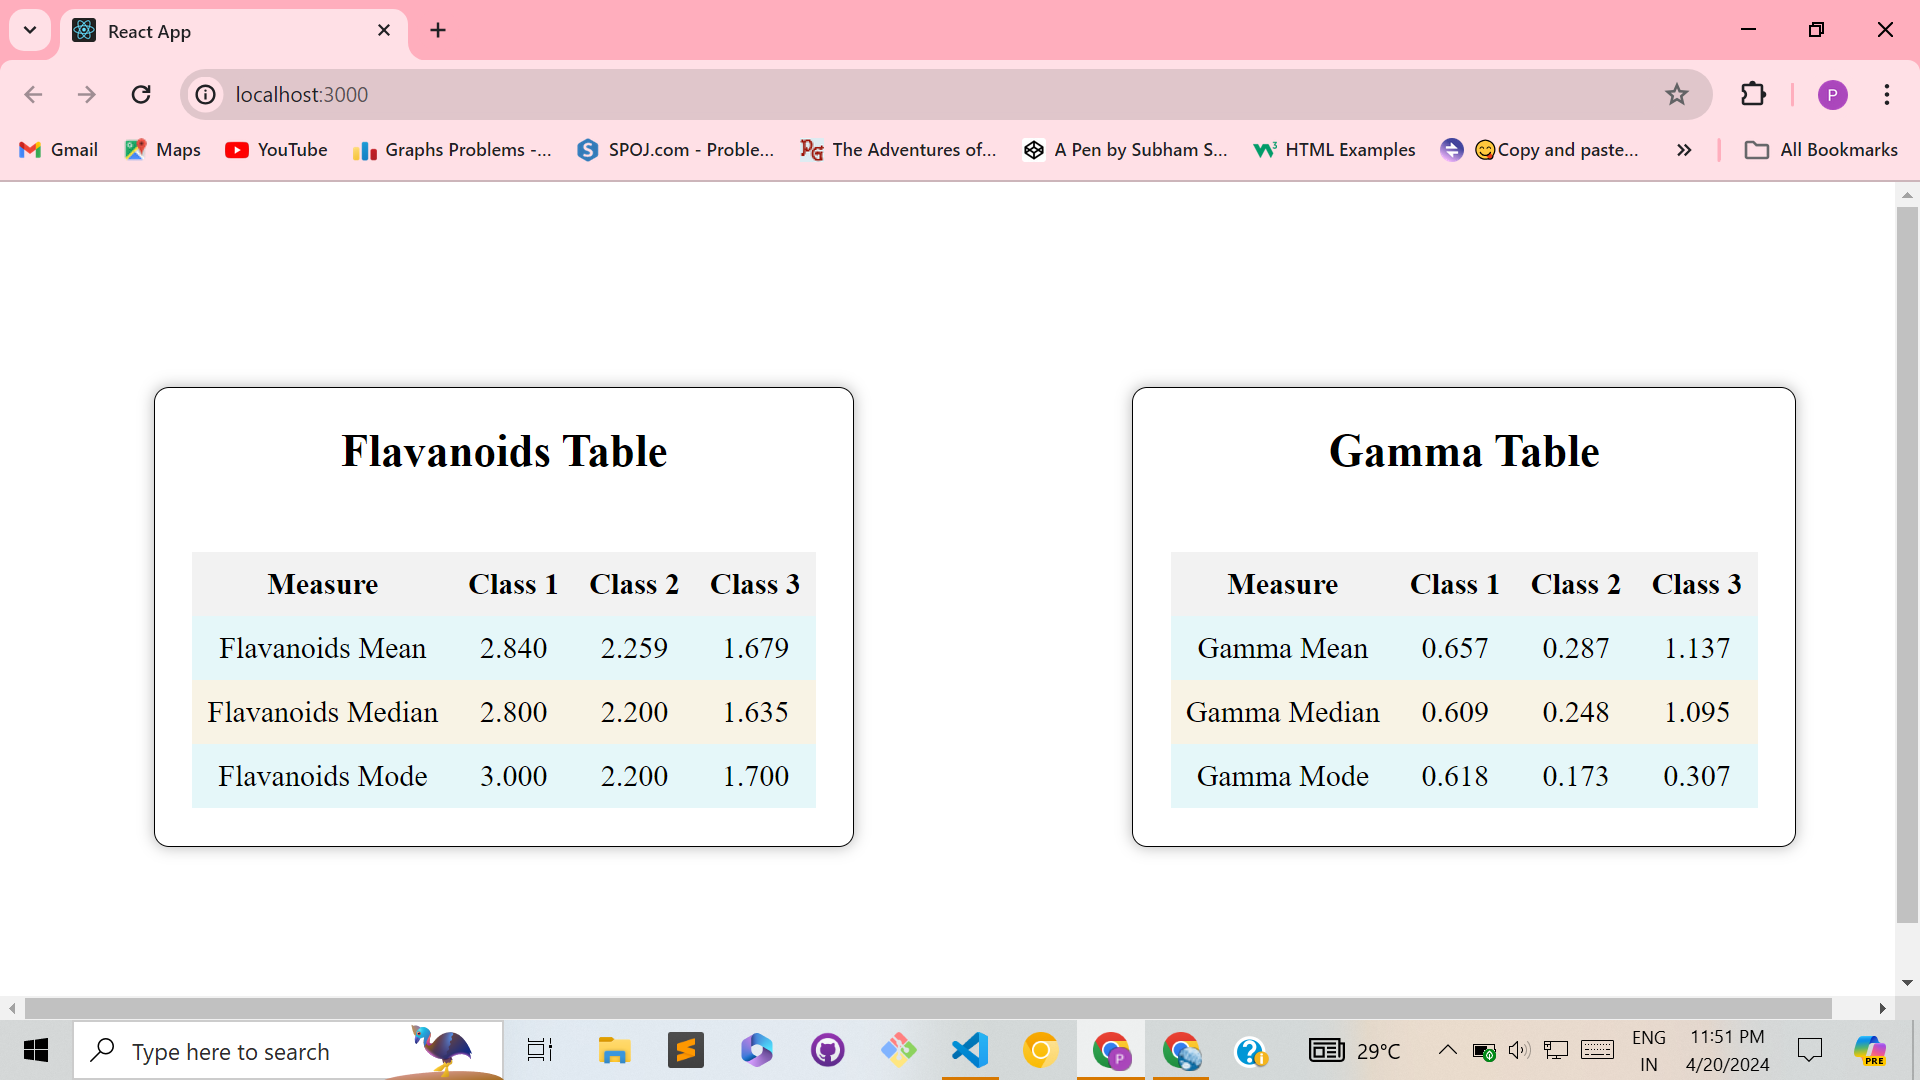 React App
localhost:3000
Gmail Maps YouTube Graphs Problems -... SPOJ.com - Proble... The Adventures of... A Pen by Subham S... HTML Examples 😋Copy and paste... » All Bookmarks
P
Flavanoids Table
Measure Class 1 Class 2 Class 3
Flavanoids Mean 2.840 2.259 1.679
Flavanoids Median 2.800 2.200 1.635
Flavanoids Mode 3.000 2.200 1.700
Gamma Table
Measure Class 1 Class 2 Class 3
Gamma Mean 0.657 0.287 1.137
Gamma Median 0.609 0.248 1.095
Gamma Mode 0.618 0.173 0.307
Type here to search
P
29°C
ENG
IN
11:51 PM
4/20/2024
PRE